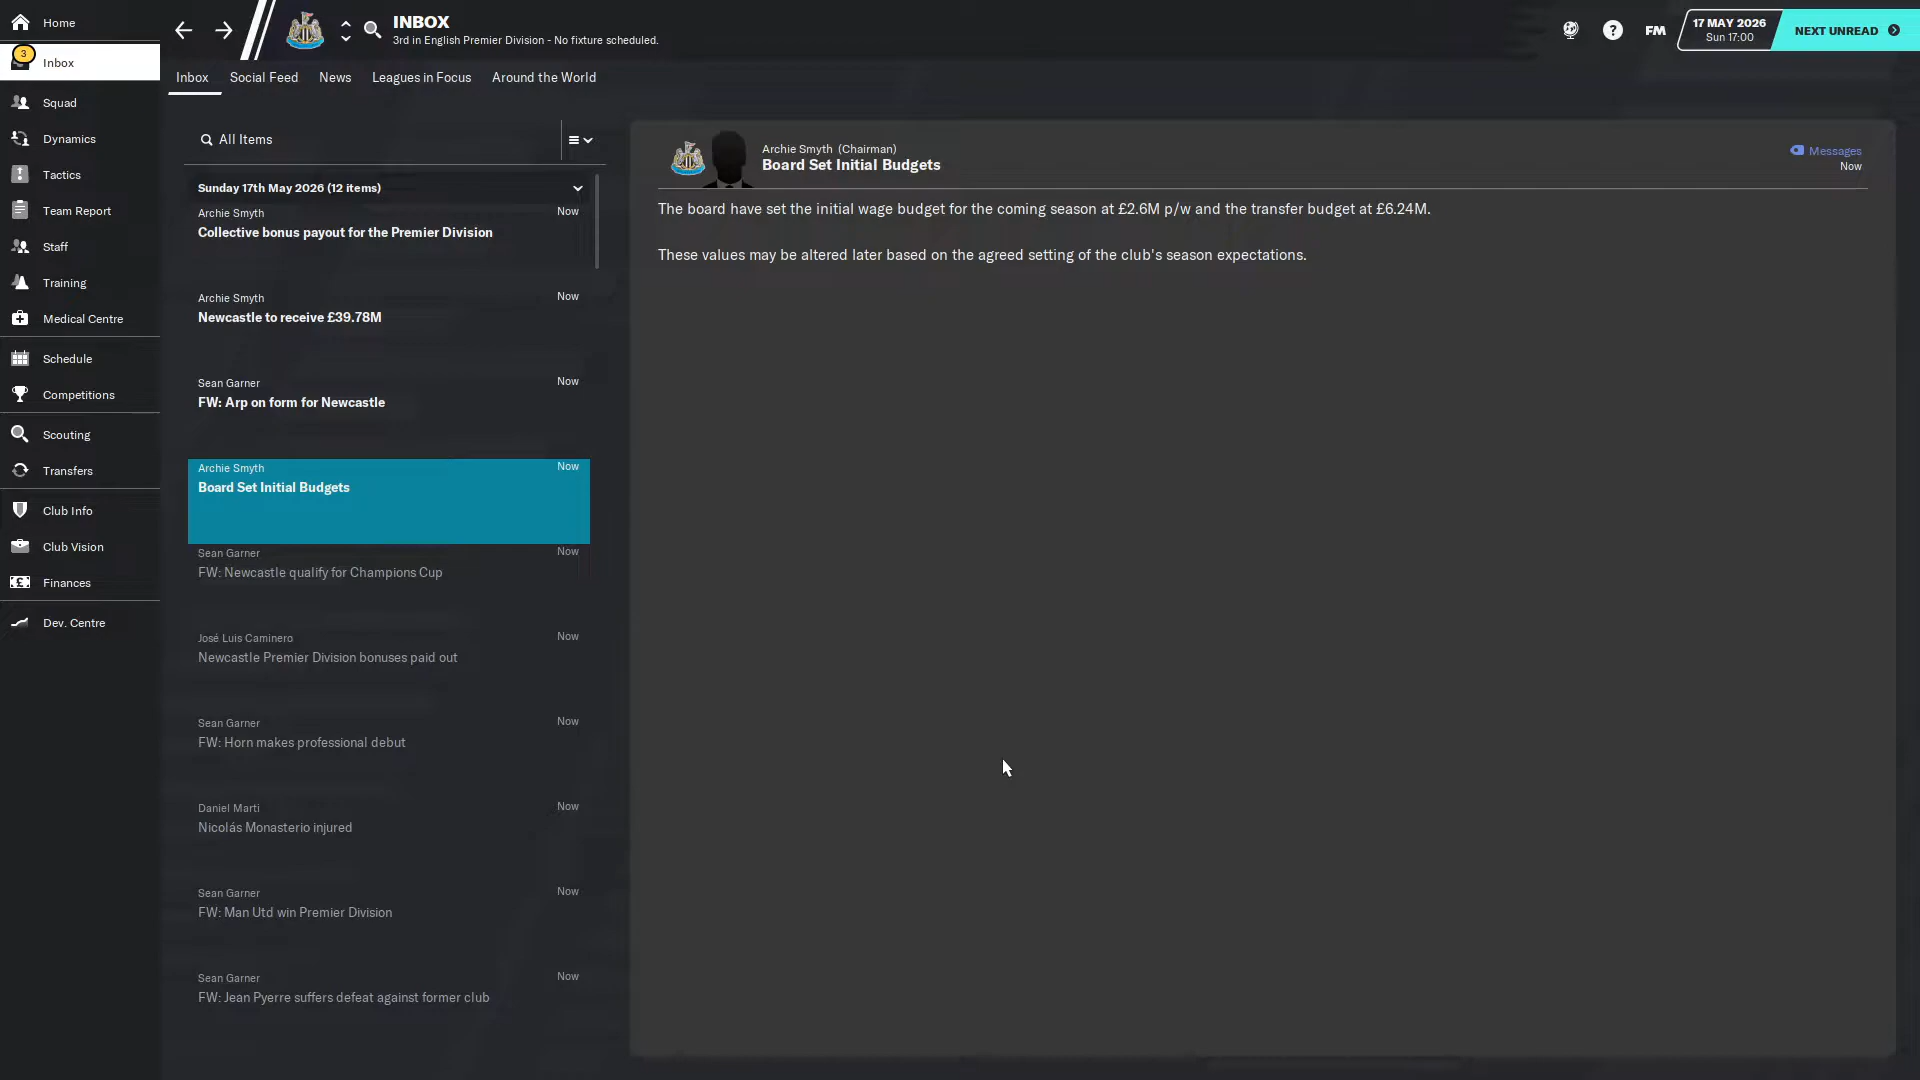 Home
3
Inbox
Squad
Dynamics
Tactics
Team Report
Staff
Training
Medical Centre
Schedule
Competitions
Scouting
Transfers
Club Info
Club Vision
Finances
Dev. Centre
INBOX
3rd in English Premier Division - No fixture scheduled.
?
FM
17 MAY 2026
Sun 17:00
NEXT UNREAD
Inbox
Social Feed
News
Leagues in Focus
Around the World
All Items
Sunday 17th May 2026 (12 items)
Archie Smyth
Now
Collective bonus payout for the Premier Division
Archie Smyth
Now
Newcastle to receive £39.78M
Sean Garner
Now
FW: Arp on form for Newcastle
Archie Smyth
Now
Board Set Initial Budgets
Sean Garner
Now
FW: Newcastle qualify for Champions Cup
José Luis Caminero
Now
Newcastle Premier Division bonuses paid out
Sean Garner
Now
FW: Horn makes professional debut
Daniel Marti
Now
Nicolás Monasterio injured
Sean Garner
Now
FW: Man Utd win Premier Division
Sean Garner
Now
FW: Jean Pyerre suffers defeat against former club
Archie Smyth (Chairman)
Board Set Initial Budgets
Messages
Now
The board have set the initial wage budget for the coming season at £2.6M p/w and the transfer budget at £6.24M.
These values may be altered later based on the agreed setting of the club's season expectations.